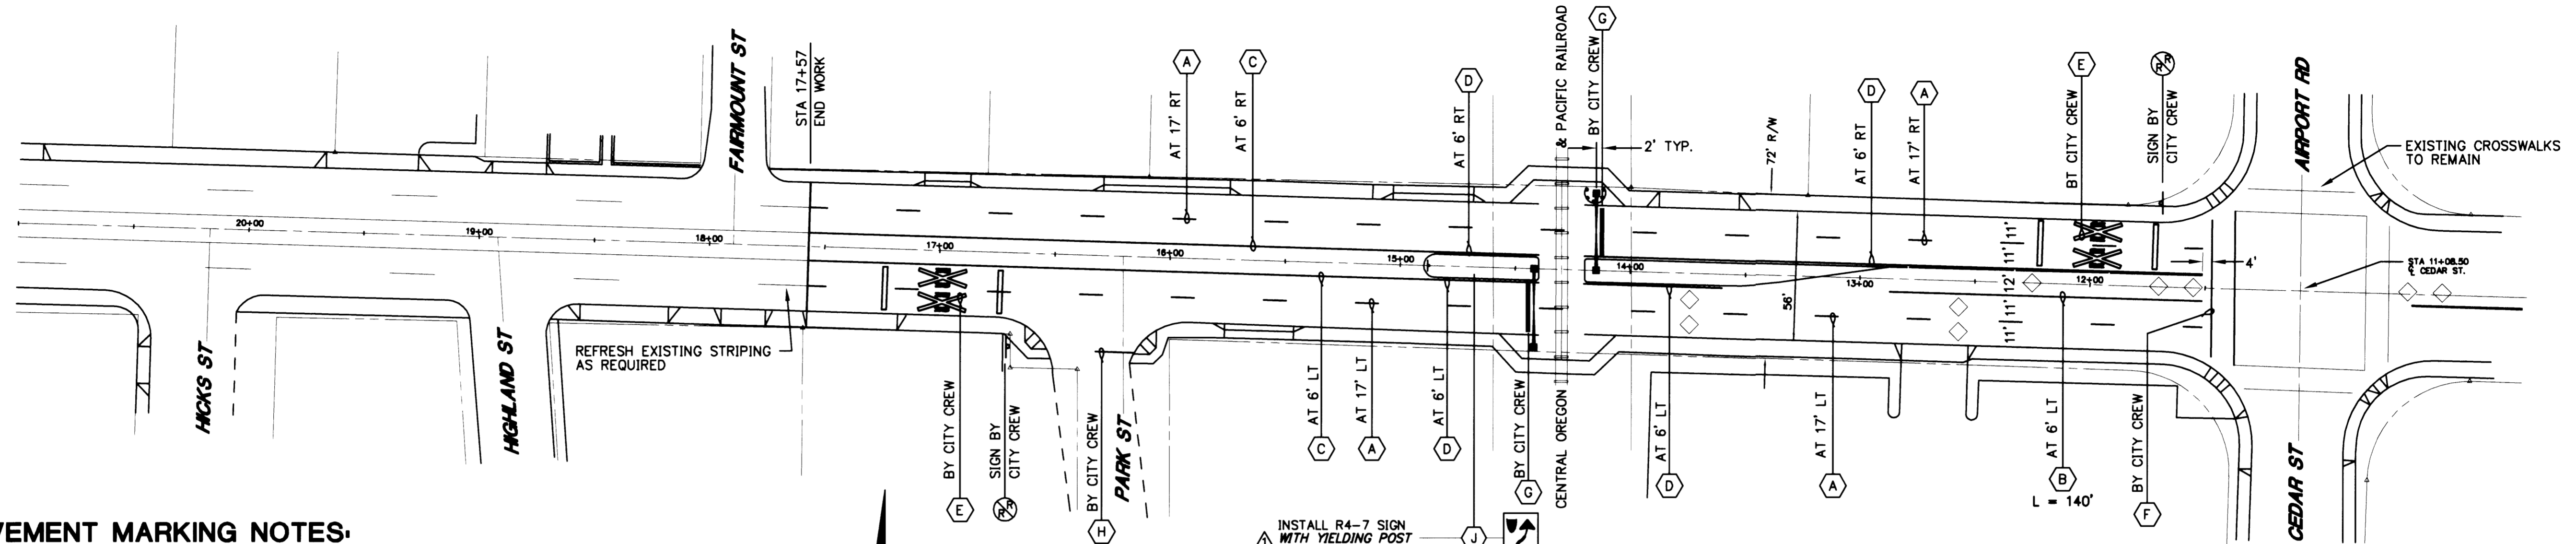 FAIRMOUNT ST
STA 17+57
END WORK
A
AT 17' RT
C
AT 6' RT
D
AT 6' RT
CENTRAL OREGON & PACIFIC RAILROAD
G
BY CITY CREW
2' TYP.
72' R/W
D
AT 6' RT
A
AT 17' RT
E
BT CITY CREW
R R
SIGN BY
CITY CREW
AIRPORT RD
EXISTING CROSSWALKS
TO REMAIN
20+00
19+00
18+00
17+00
16+00
15+00
14+00
13+00
12+00
56'
11' 11' 12' 11' 11'
4'
STA 11+08.50
℄ CEDAR ST.
HICKS ST
HIGHLAND ST
REFRESH EXISTING STRIPING
AS REQUIRED
BY CITY CREW
E
SIGN BY
CITY CREW
R R
BY CITY CREW
H
PARK ST
AT 6' LT
C
AT 17' LT
A
AT 6' LT
D
BY CITY CREW
G
AT 6' LT
D
AT 17' LT
A
AT 6' LT
B
L = 140'
BY CITY CREW
F
CEDAR ST
1
INSTALL R4-7 SIGN
WITH YIELDING POST
J
VEMENT MARKING NOTES: